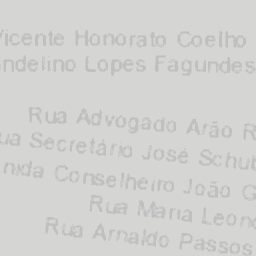 Vicente Honorato Coelho
ndelino Lopes Fagundes
Rua Advogado Arão R
ua Secretário José Schu
nida Conselheiro João G
Rua Maria Leon
Rua Arnaldo Passos